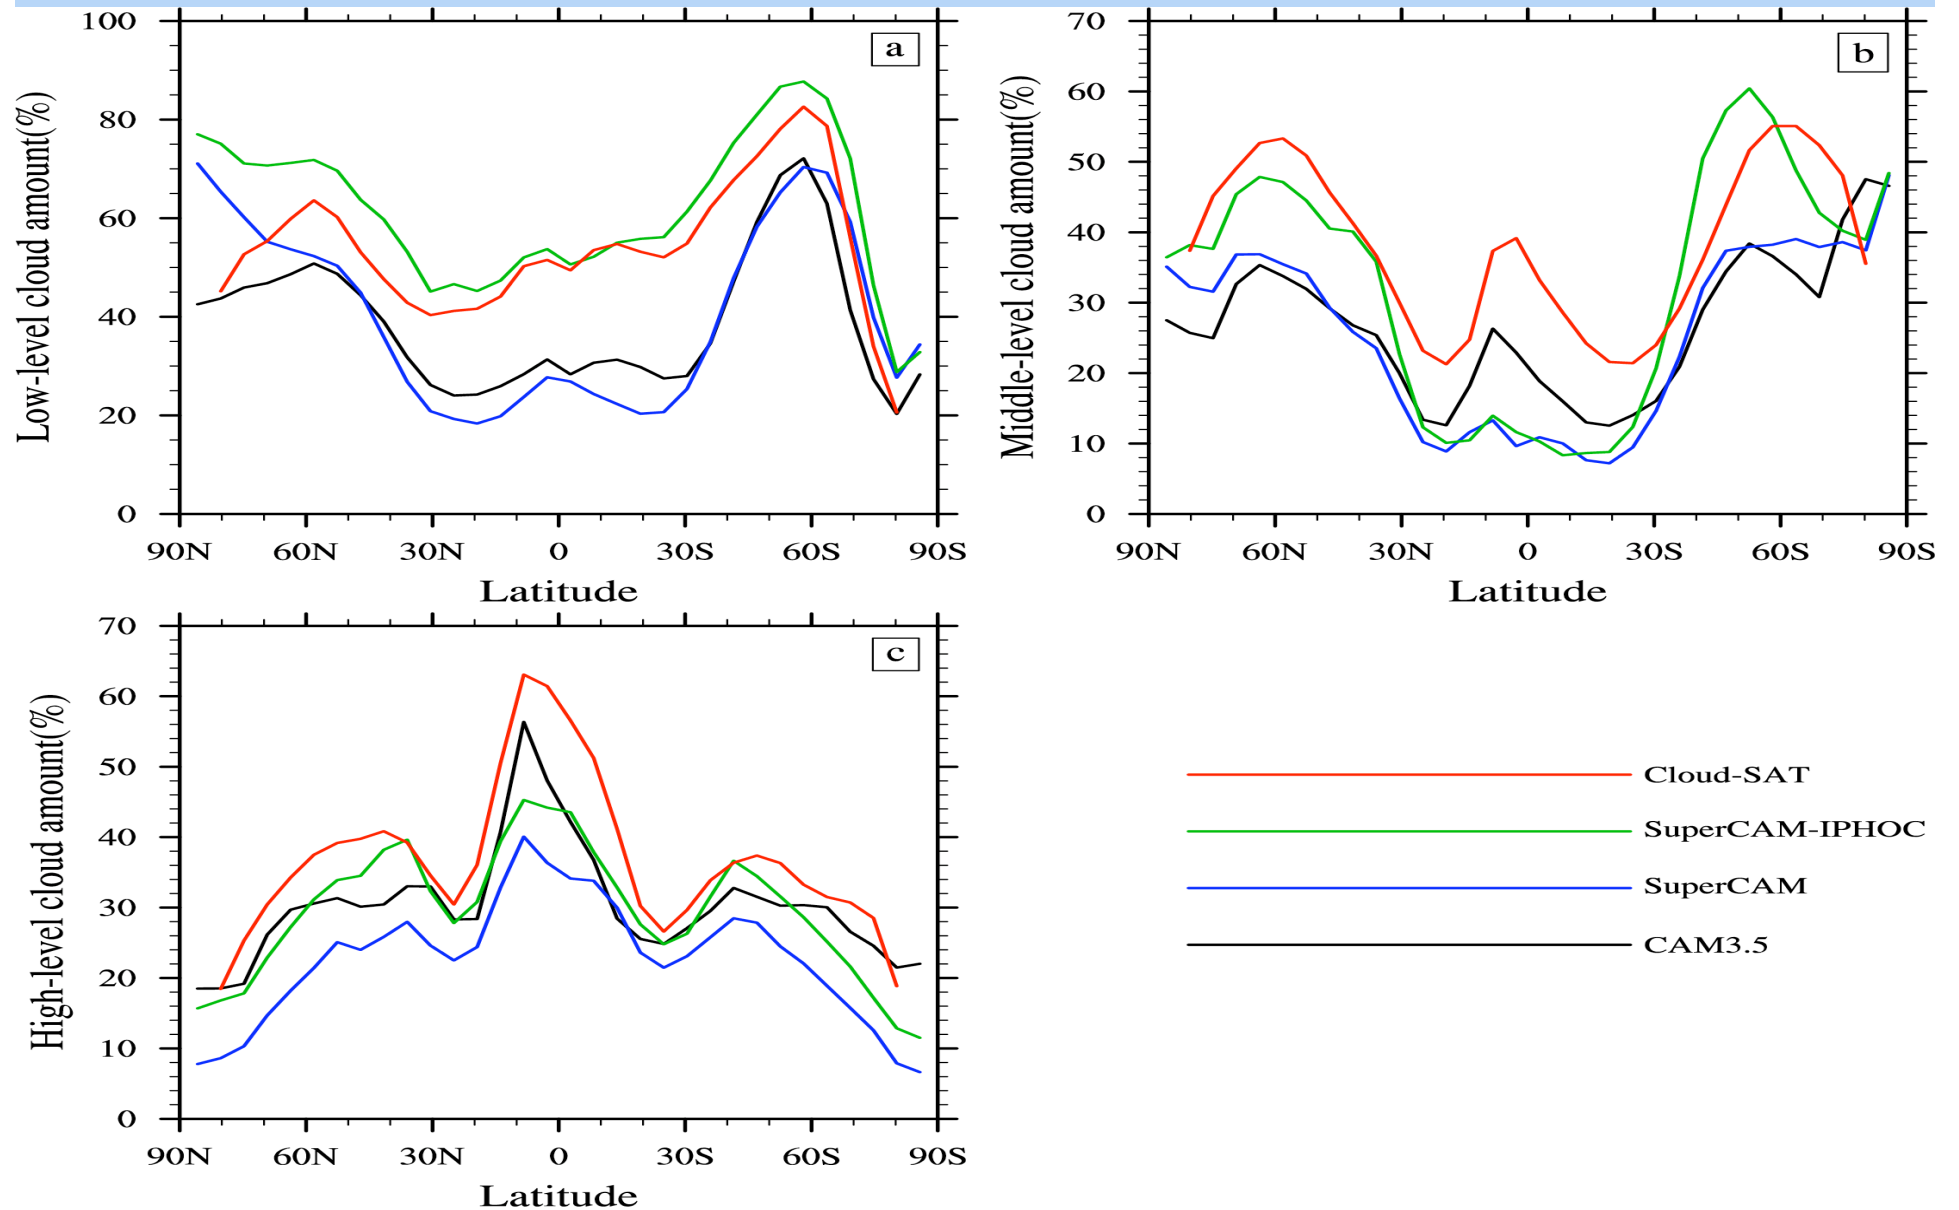 100
80
60
40
20
0
Low-level cloud amount(%)
a
90N 60N 30N 0 30S 60S 90S
Latitude
70
60
50
40
30
20
10
0
Middle-level cloud amount(%)
b
90N 60N 30N 0 30S 60S 90S
Latitude
70
60
50
40
30
20
10
0
High-level cloud amount(%)
c
90N 60N 30N 0 30S 60S 90S
Latitude
Cloud-SAT
SuperCAM-IPHOC
SuperCAM
CAM3.5